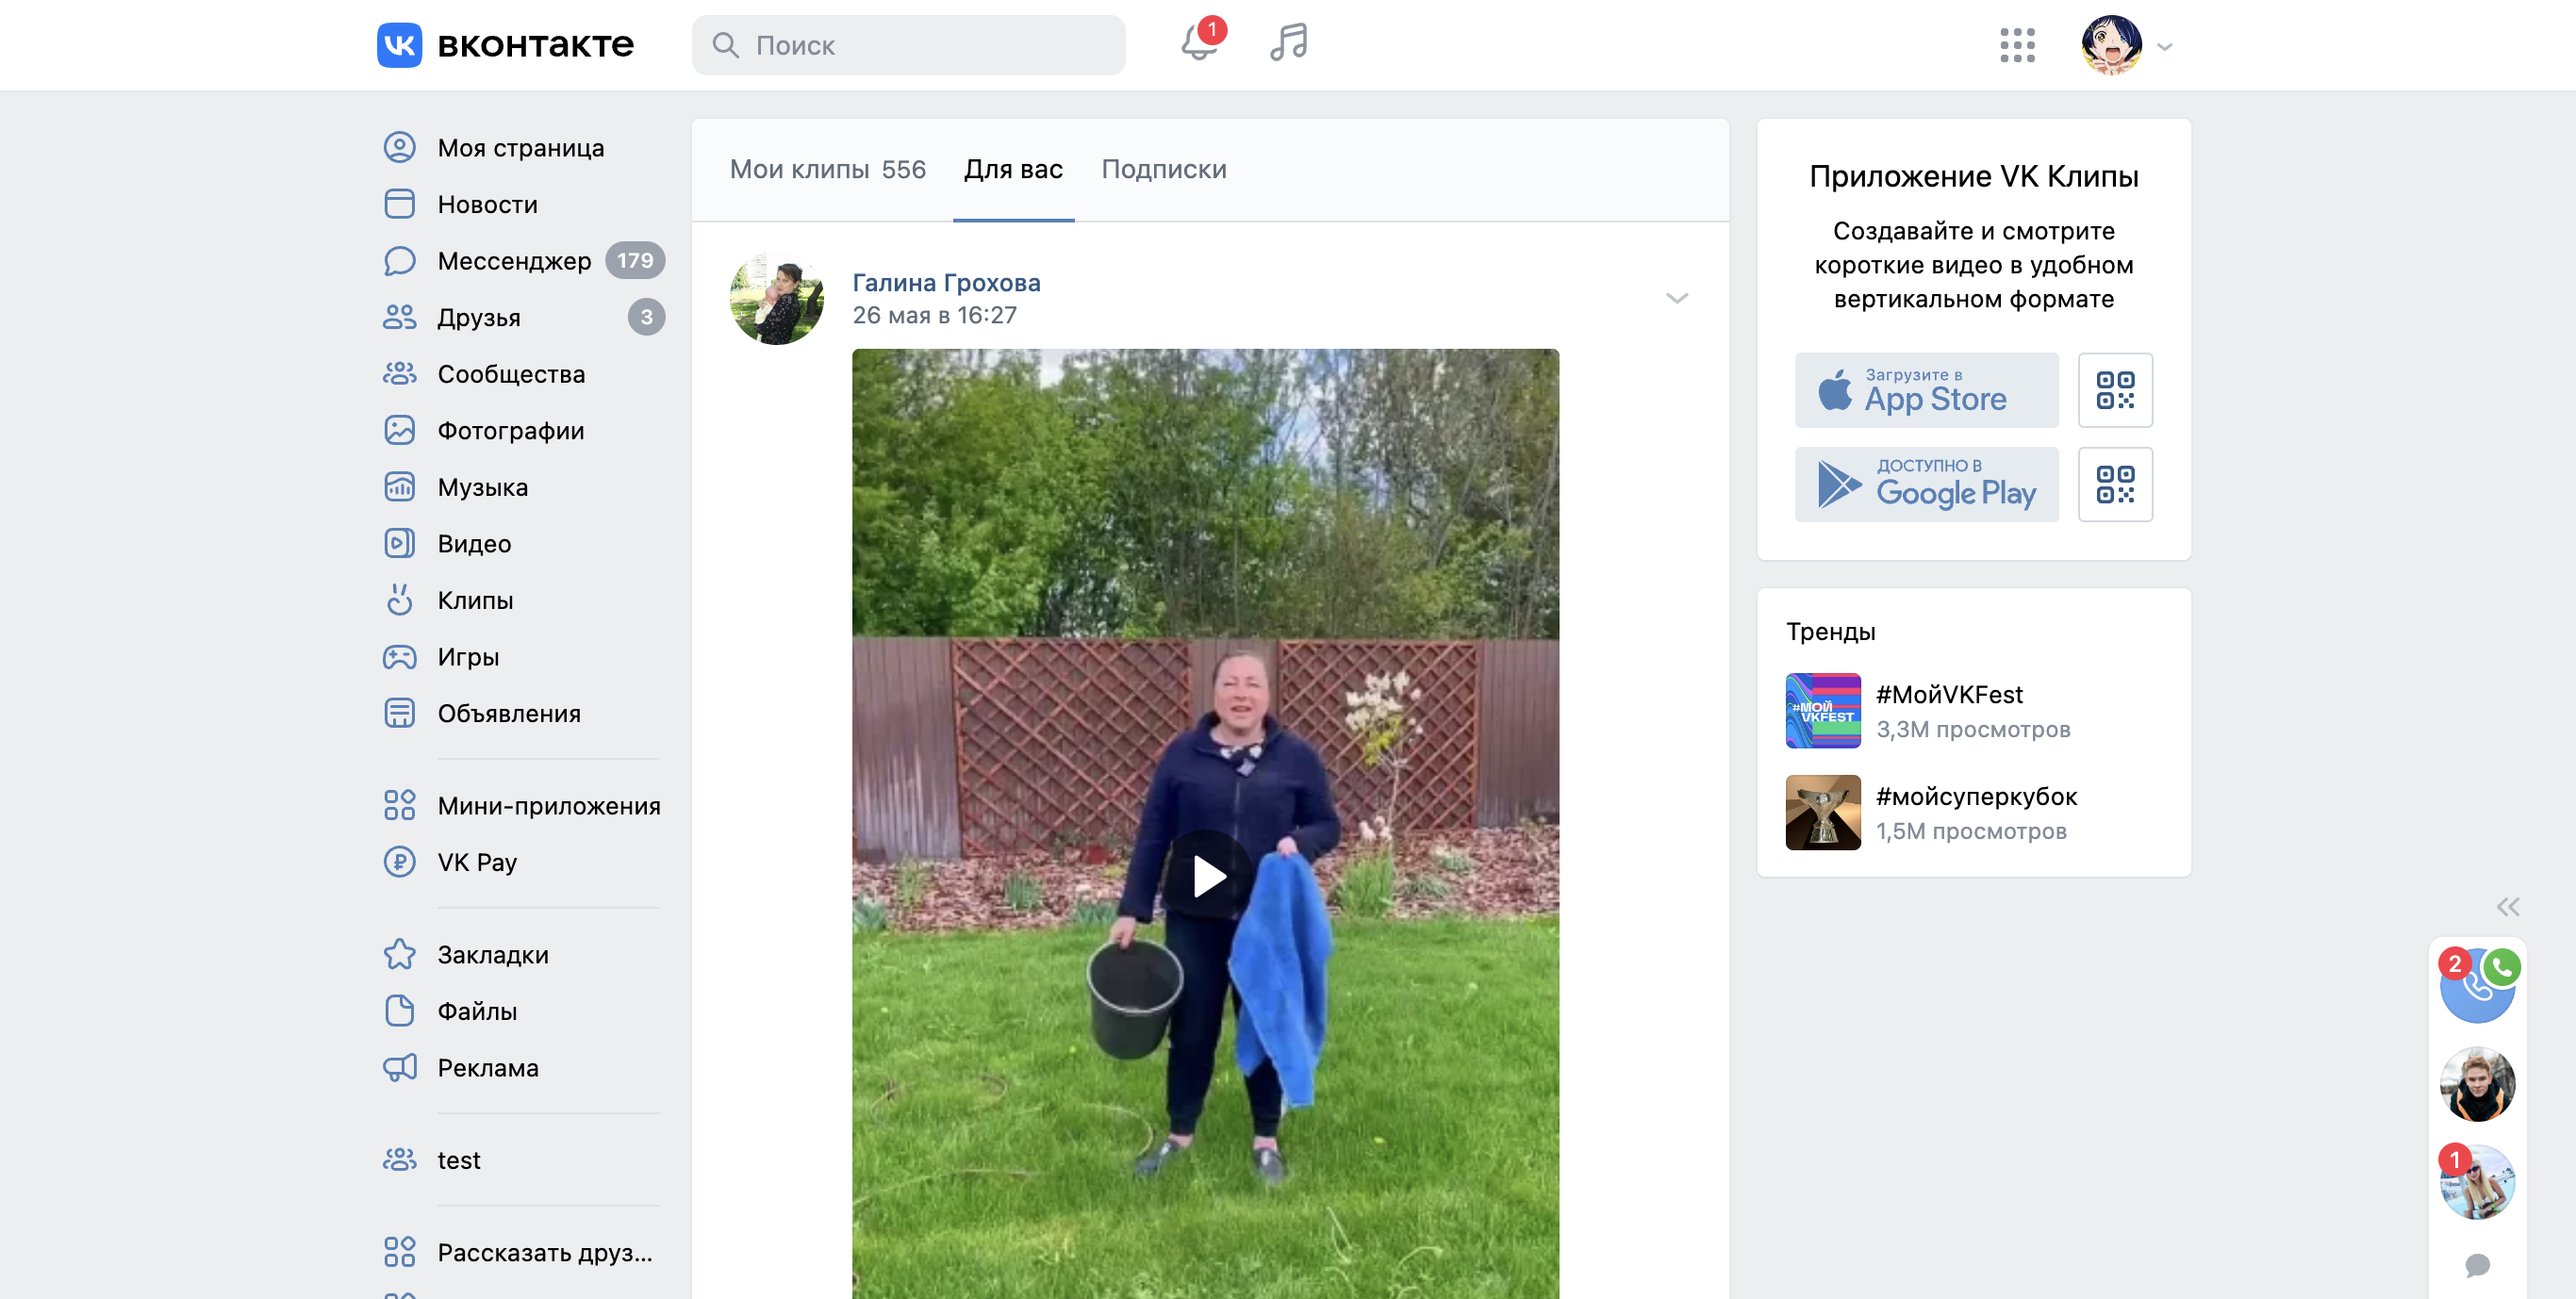 вконтакте
Поиск
1
Моя страница
Новости
Мессенджер 179
Друзья 3
Сообщества
Фотографии
Музыка
Видео
Клипы
Игры
Объявления
Мини-приложения
VK Pay
Закладки
Файлы
Реклама
test
Рассказать друз...
Мои клипы 556 Для вас Подписки
Галина Грохова
26 мая в 16:27
Приложение VK Клипы
Создавайте и смотрите
короткие видео в удобном
вертикальном формате
Загрузите в
App Store
ДОСТУПНО В
Google Play
Тренды
#МОЙ
VKFEST
#МойVKFest
3,3M просмотров
#мойсуперкубок
1,5M просмотров
2
1